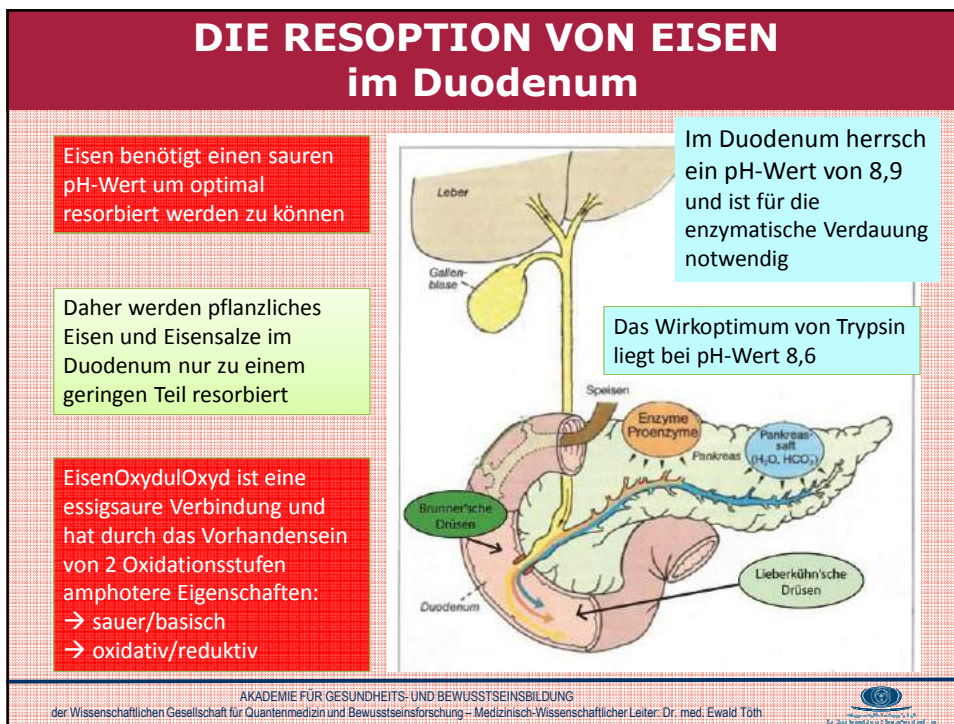 DIE RESOPTION VON EISEN
im Duodenum
Eisen benötigt einen sauren
pH-Wert um optimal
resorbiert werden zu können
Daher werden pflanzliches
Eisen und Eisensalze im
Duodenum nur zu einem
geringen Teil resorbiert
EisenOxydulOxyd ist eine
essigsaure Verbindung und
hat durch das Vorhandensein
von 2 Oxidationsstufen
amphotere Eigenschaften:
→ sauer/basisch
→ oxidativ/reduktiv
Im Duodenum herrsch
ein pH-Wert von 8,9
und ist für die
enzymatische Verdauung
notwendig
Das Wirkoptimum von Trypsin
liegt bei pH-Wert 8,6
Leber
Gallen-
blase
Speisen
Enzyme
Proenzyme
Pankreas
Pankreas-
saft
(H₂O, HCO₃⁻)
Brunner'sche
Drüsen
Lieberkühn'sche
Drüsen
Duodenum
AKADEMIE FÜR GESUNDHEITS- UND BEWUSSTSEINSBILDUNG
der Wissenschaftlichen Gesellschaft für Quantenmedizin und Bewusstseinsforschung – Medizinisch-Wissenschaftlicher Leiter: Dr. med. Ewald Töth